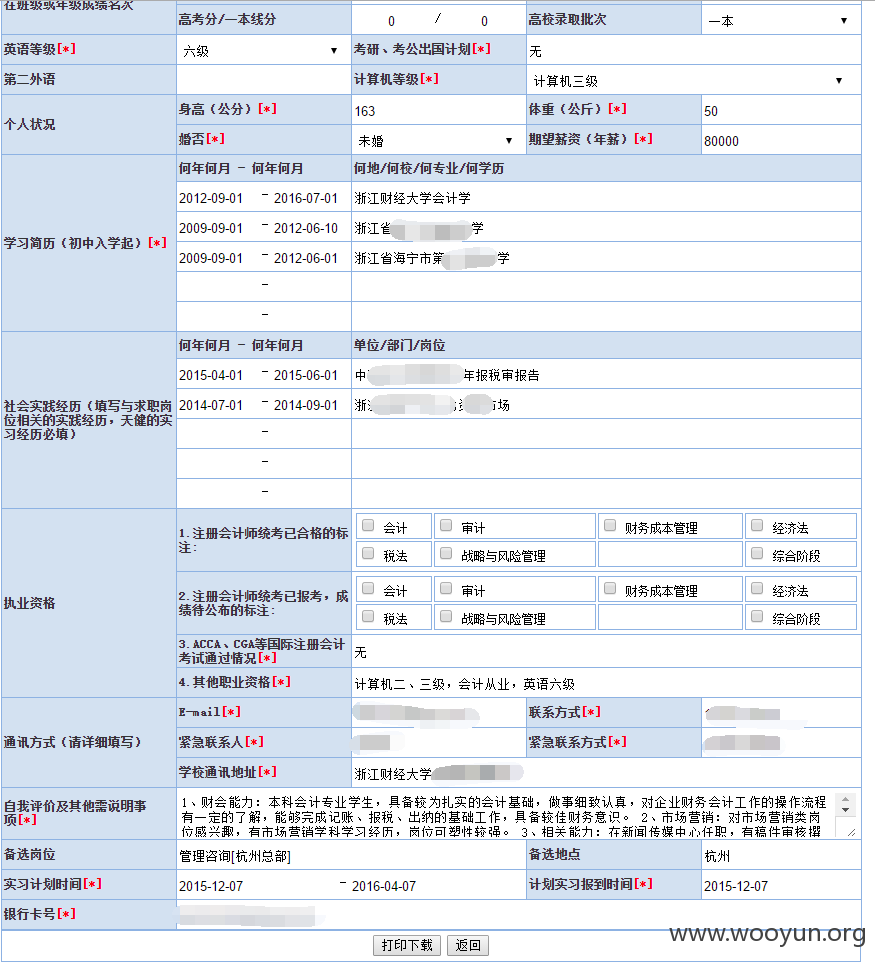 在班级或年级成绩名次
高考分/一本线分 0 / 0 高校录取批次 一本
英语等级[*] 六级 考研、考公出国计划[*] 无
第二外语 计算机等级[*] 计算机三级
个人状况
身高（公分）[*] 163 体重（公斤）[*] 50
婚否[*] 未婚 期望薪资（年薪）[*] 80000
学习简历（初中入学起）[*]
何年何月 - 何年何月 何地/何校/何专业/何学历
2012-09-01 - 2016-07-01 浙江财经大学会计学
2009-09-01 - 2012-06-10 浙江省 学
2009-09-01 - 2012-06-01 浙江省海宁市第 学
-
-
社会实践经历（填写与求职岗
位相关的实践经历，天健的实
习经历必填）
何年何月 - 何年何月 单位/部门/岗位
2015-04-01 - 2015-06-01 中 年报税审报告
2014-07-01 - 2014-09-01 浙 市场
-
-
-
执业资格
1.注册会计师统考已合格的标
注:
会计 审计 财务成本管理 经济法
税法 战略与风险管理 综合阶段
2.注册会计师统考已报考，成
绩待公布的标注:
会计 审计 财务成本管理 经济法
税法 战略与风险管理 综合阶段
3.ACCA、CGA等国际注册会计
考试通过情况[*] 无
4.其他职业资格[*] 计算机二、三级，会计从业，英语六级
通讯方式（请详细填写）
E-mail[*] 联系方式[*]
紧急联系人[*] 紧急联系方式[*]
学校通讯地址[*] 浙江财经大学
自我评价及其他需说明事
项[*]
1、财会能力：本科会计专业学生，具备较为扎实的会计基础，做事细致认真，对企业财务会计工作的操作流程
有一定的了解，能够完成记账、报税、出纳的基础工作，具备较佳财务意识。 2、市场营销：对市场营销类岗
位感兴趣，有市场营销学科学习经历，岗位可塑性较强。 3、相关能力：在新闻传媒中心任职，有稿件审核撰
备选岗位 管理咨询[杭州总部] 备选地点 杭州
实习计划时间[*] 2015-12-07 - 2016-04-07 计划实习报到时间[*] 2015-12-07
银行卡号[*]
打印下载 返回
www.wooyun.org